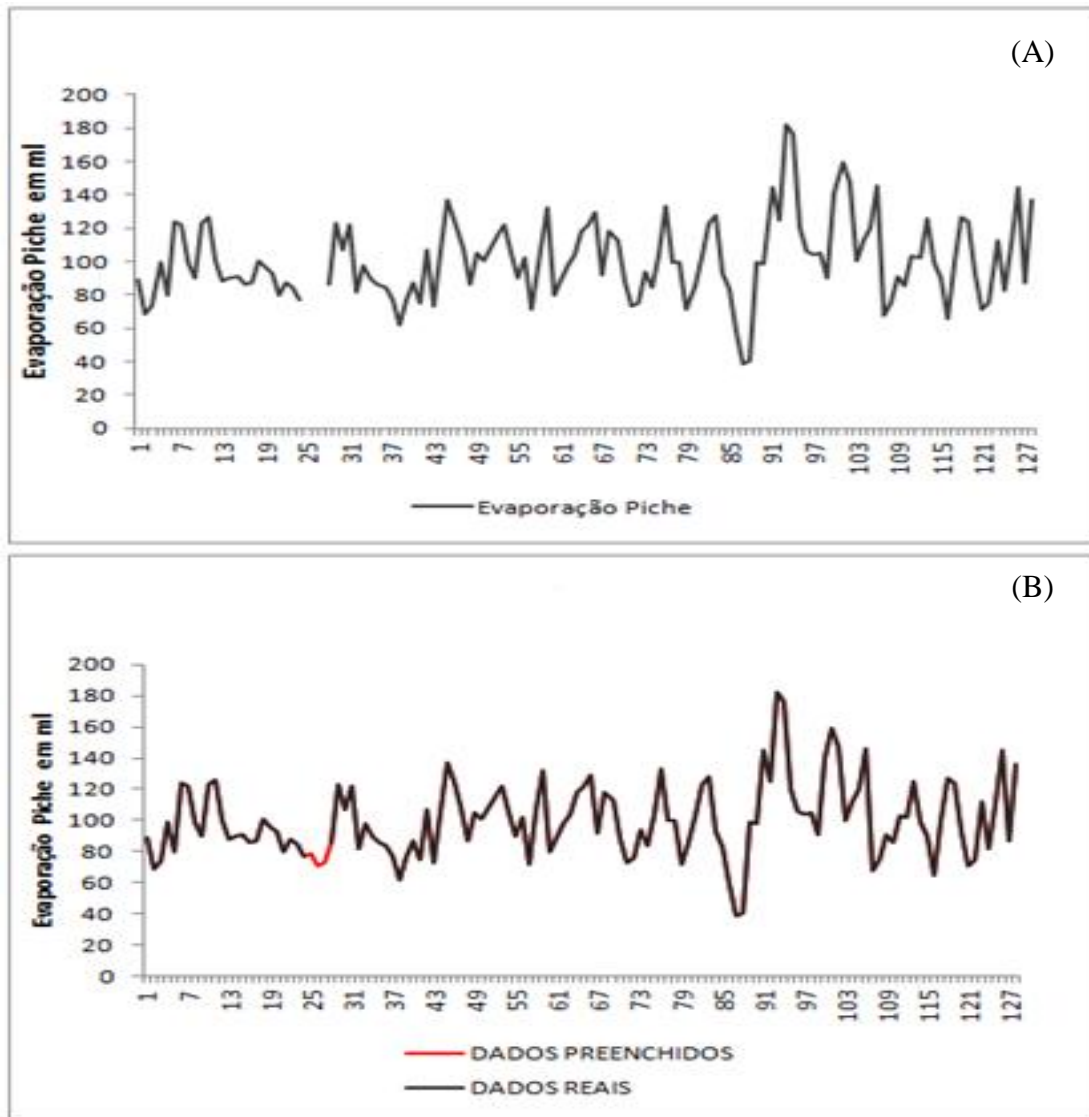 (A)
Evaporação Piche em ml
200
180
160
140
120
100
80
60
40
20
0
1 7 13 19 25 31 37 43 49 55 61 67 73 79 85 91 97 103 109 115 121 127
Evaporação Piche
(B)
Evaporação Piche em ml
200
180
160
140
120
100
80
60
40
20
0
1 7 13 19 25 31 37 43 49 55 61 67 73 79 85 91 97 103 109 115 121 127
DADOS PREENCHIDOS
DADOS REAIS